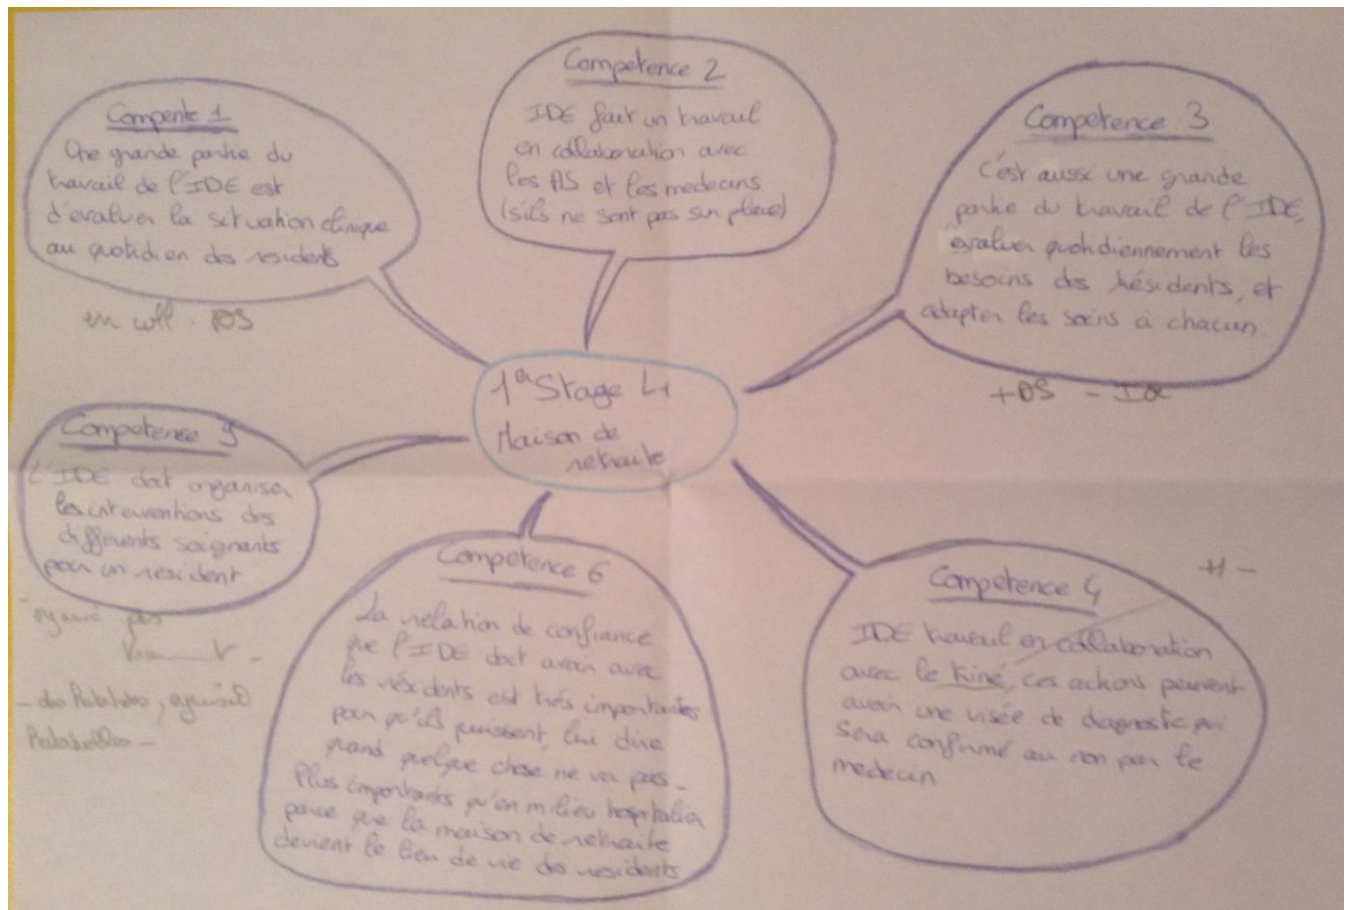 Compente 1
Une grande partie du
travail de l'IDE est
d'evaluer la situation clinique
au quotidien des residents
en coll. AS
Competence 2
IDE fait un travail
en collaboration avec
les AS et les medecins
(s'ils ne sont pas sur place)
Competence 3
C'est aussi une grande
partie du travail de l'IDE,
evaluer quotidiennement les
besoins des résidents, et
adapter les soins à chacun.
+AS -
1er Stage
Maison de
retraite
Competence 5
L'IDE doit organiser
les interventions des
différents soignants
pour un resident
Competence 6
La relation de confiance
que l'IDE doit avoir avec
les résidents est trés importantes
pour qu'ils puissent, lui dire
quand quelque chose ne va pas.
Plus importants qu'en milieu hospitalier
parce que la maison de retraite
devient le lieu de vie des residents
Competence 4
IDE travail en collaboration
avec le kiné, ces actions peuvent
avoir une visée de diagnostic qui
sera confirmé ou non par le
medecin